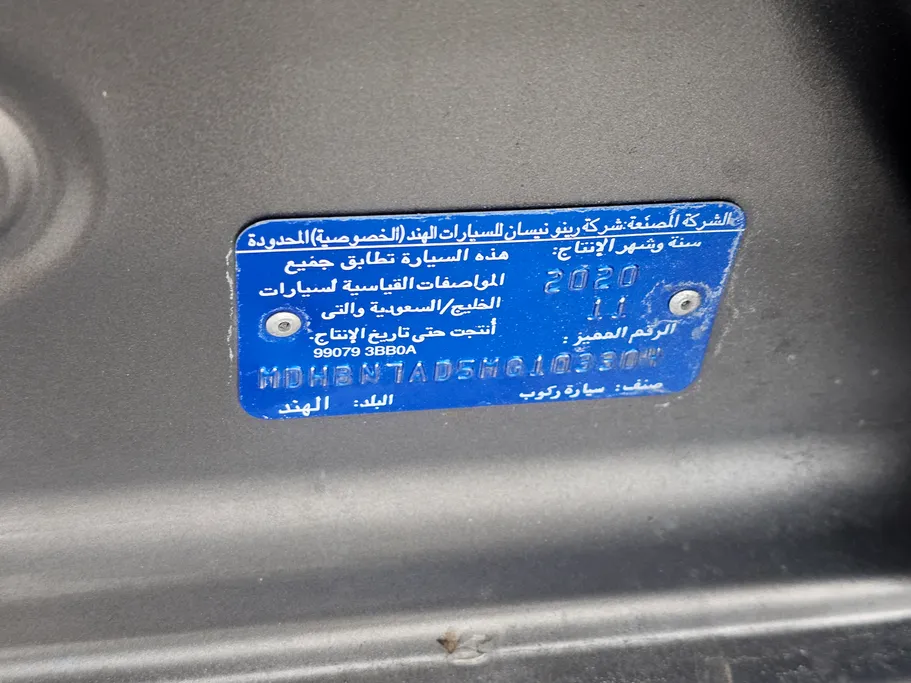 الشركة المصنعة: شركة رينو نيسان للسيارات الهند (الخصوصية) المحدودة
سنة وشهر الإنتاج:
2020
11
هذه السيارة تطابق جميع
المواصفات القياسية لسيارات
الخليج/السعودية والتى
أنتجت حتى تاريخ الإنتاج.
99079 3BB0A
الرقم المميز:
MDHBN7AD5MG103304
صنف: سيارة ركوب
البلد: الهند